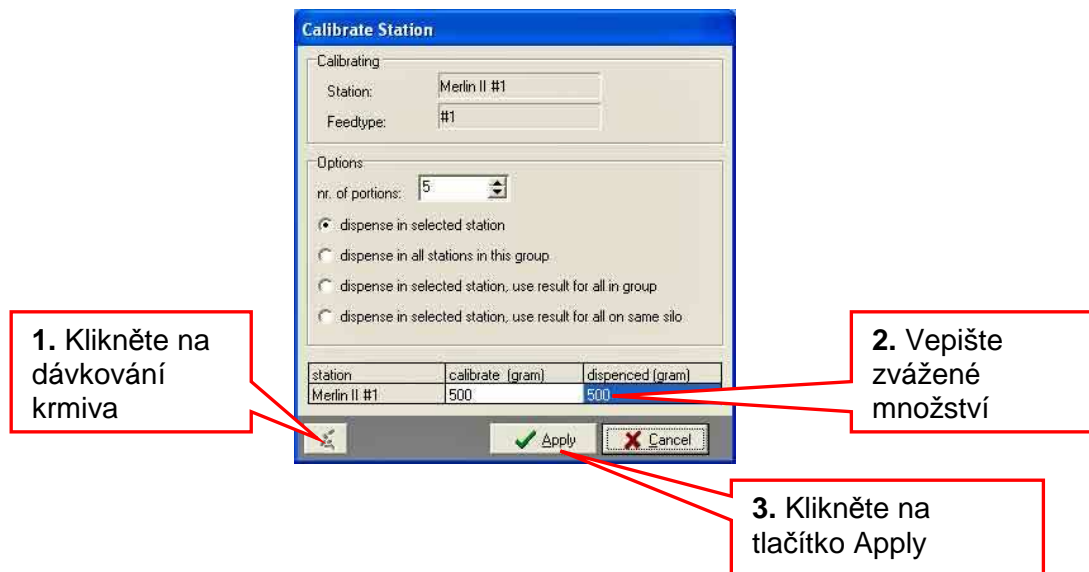 Calibrate Station
Calibrating
Station: Merlin II #1
Feedtype: #1
Options
nr. of portions: 5
dispense in selected station
dispense in all stations in this group
dispense in selected station, use result for all in group
dispense in selected station, use result for all on same silo
station calibrate (gram) dispenced (gram)
Merlin II #1 500 500
Apply Cancel
1. Klikněte na
dávkování
krmiva
2. Vepište
zvážené
množství
3. Klikněte na
tlačítko Apply